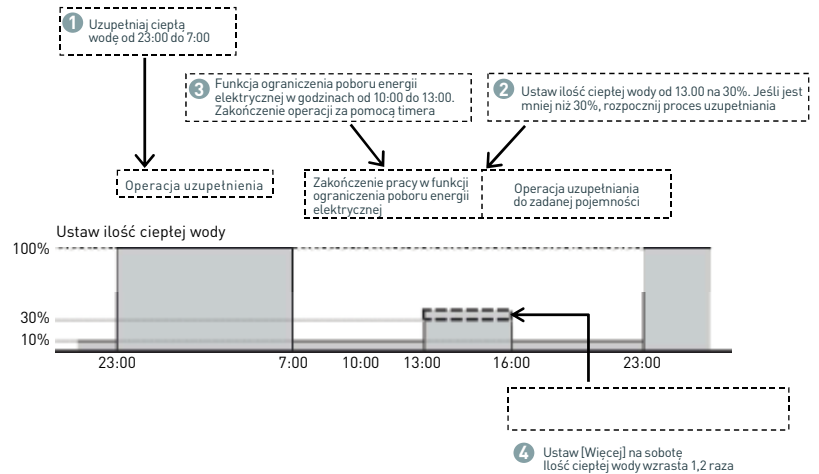 1 Uzupełniaj ciepłą
wodę od 23:00 do 7:00
3 Funkcja ograniczenia poboru energii
elektrycznej w godzinach od 10:00 do 13:00.
Zakończenie operacji za pomocą timera
2 Ustaw ilość ciepłej wody od 13.00 na 30%. Jeśli jest
mniej niż 30%, rozpocznij proces uzupełniania
Operacja uzupełnienia
Zakończenie pracy w funkcji
ograniczenia poboru energii
elektrycznej
Operacja uzupełniania
do zadanej pojemności
Ustaw ilość ciepłej wody
100%
30%
10%
23:00 7:00 10:00 13:00 16:00 23:00
4 Ustaw [Więcej] na sobotę
Ilość ciepłej wody wzrasta 1,2 raza